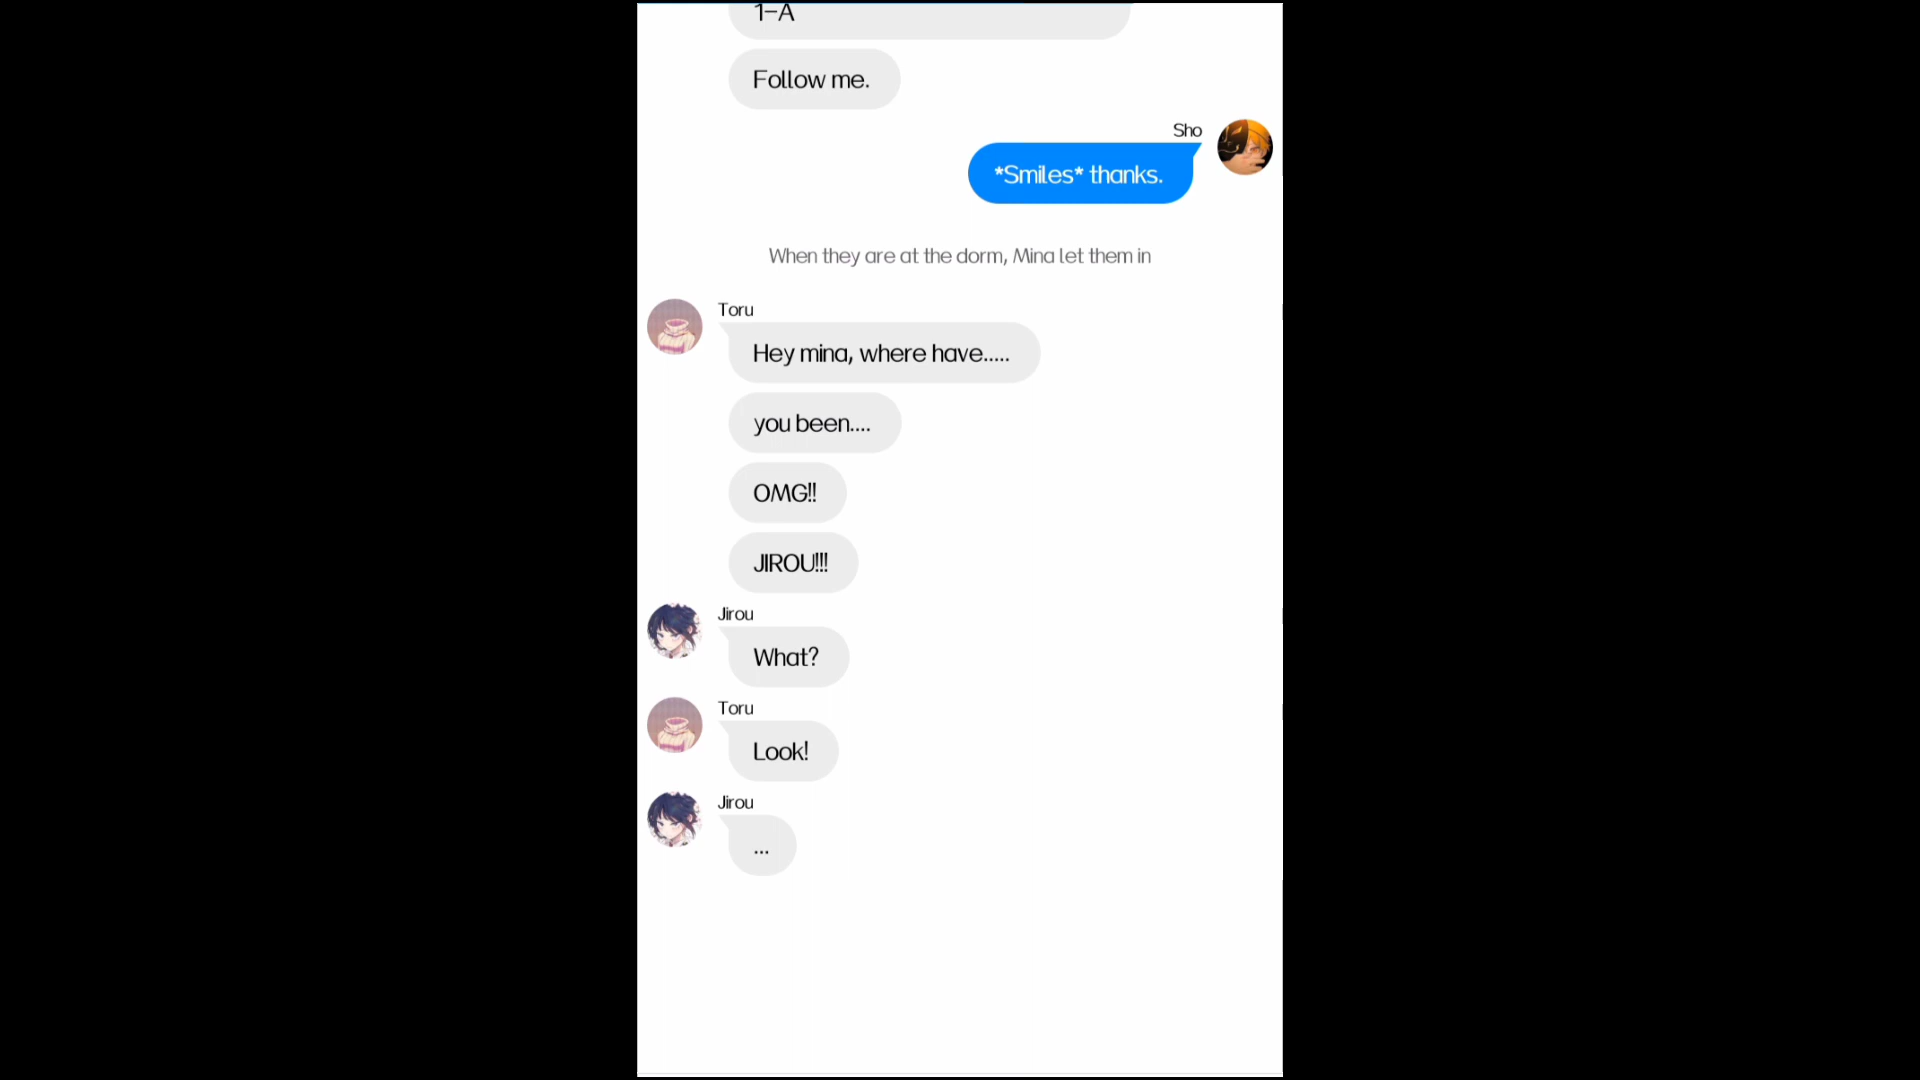 1-A
Follow me.
Sho
*Smiles* thanks.
When they are at the dorm, Mina let them in
Toru
Hey mina, where have.....
you been....
OMG!!
JIROU!!!
Jirou
What?
Toru
Look!
Jirou
...